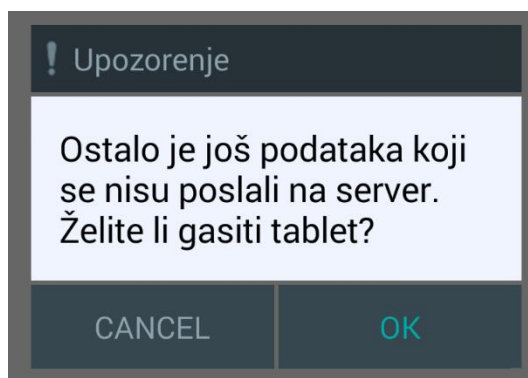 ! Upozorenje
Ostalo je još podataka koji
se nisu poslali na server.
Želite li gasiti tablet?
CANCEL
OK